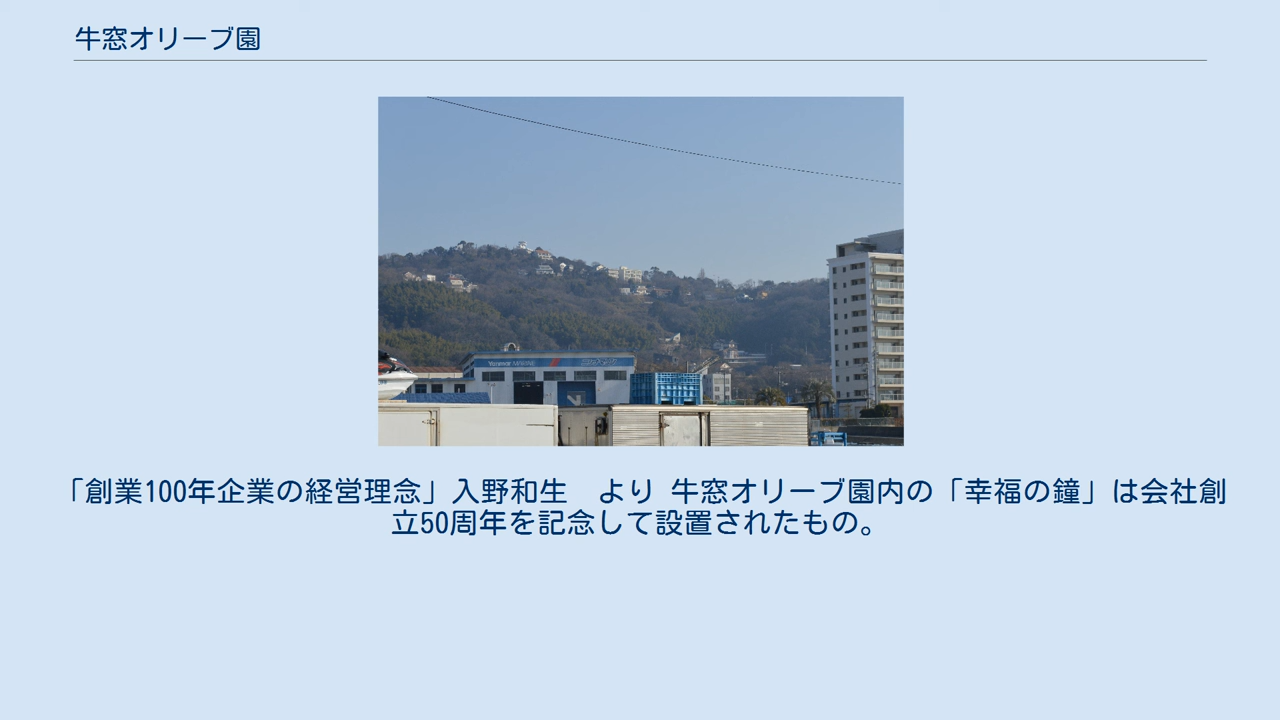 牛窓オリーブ園
Yanmar
「創業100年企業の経営理念」入野和生　より 牛窓オリーブ園内の「幸福の鐘」は会社創
立50周年を記念して設置されたもの。